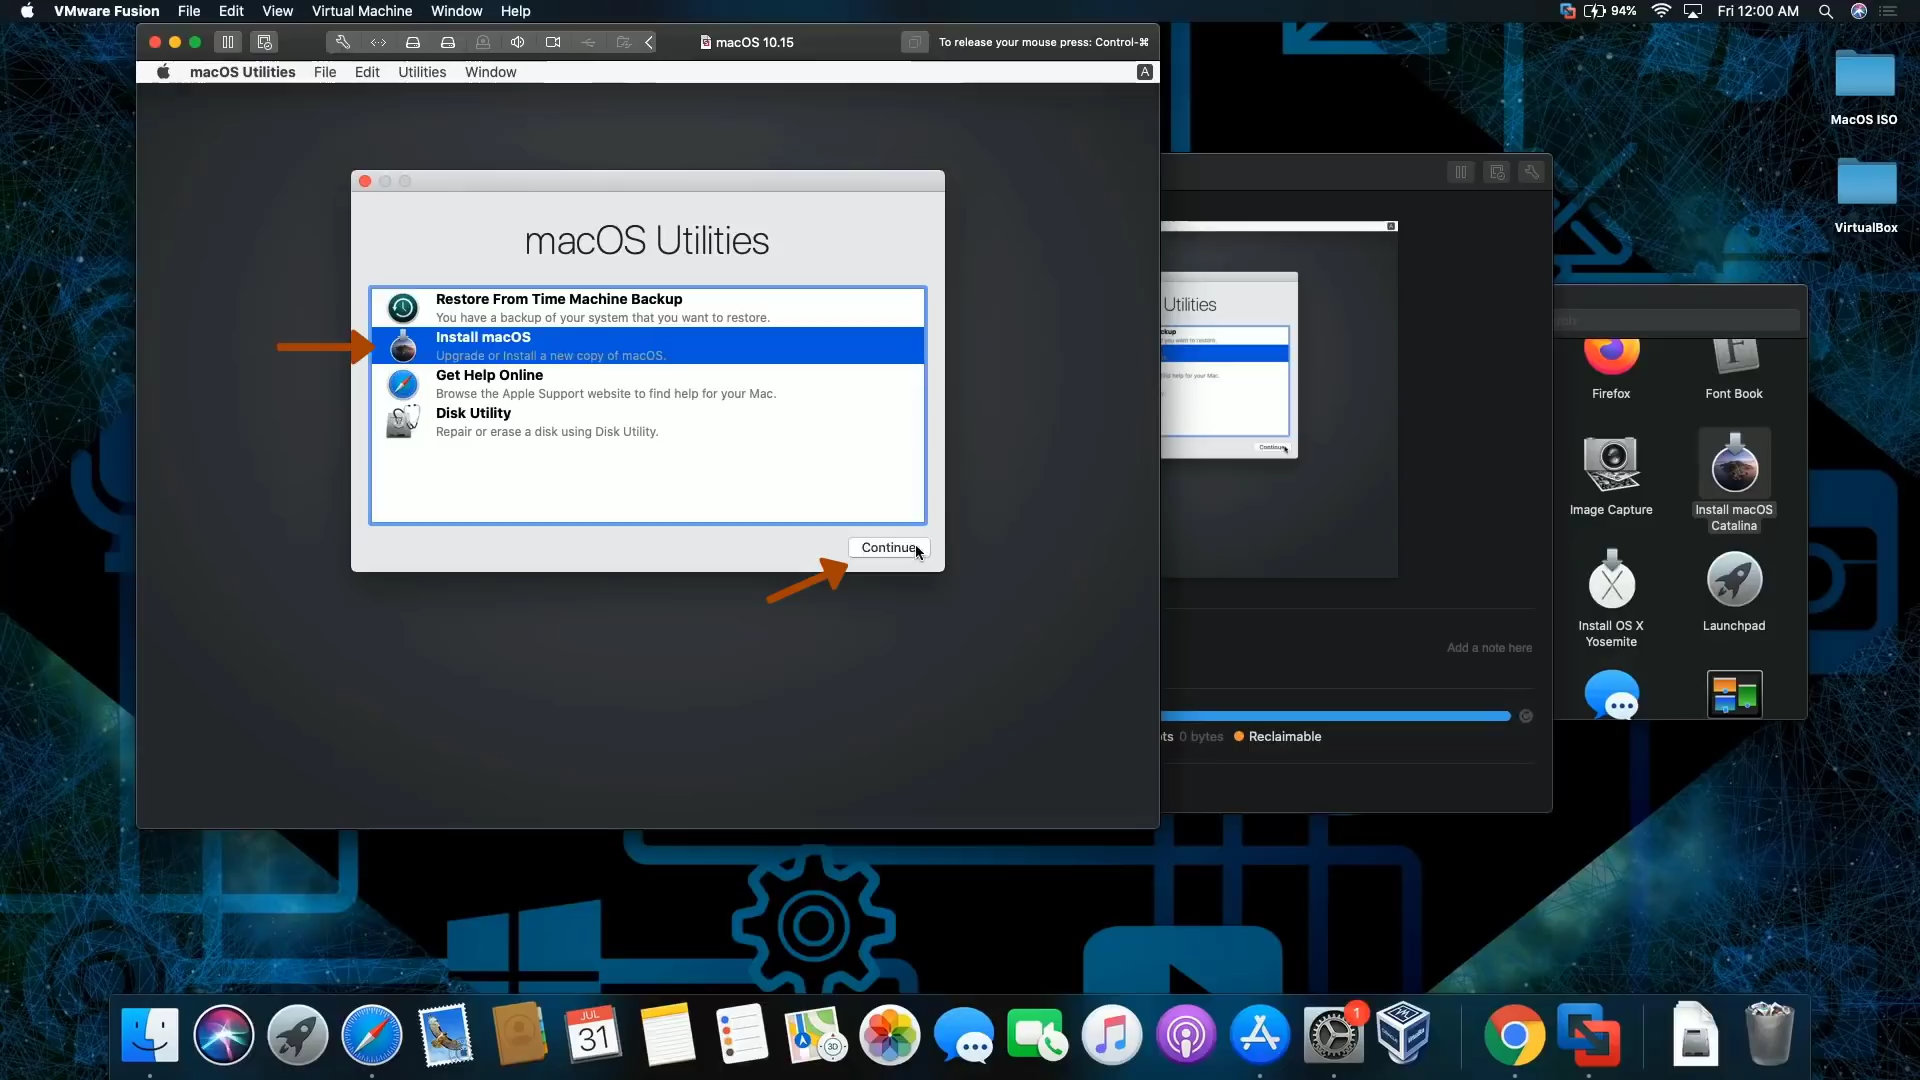 VMware Fusion File Edit View Virtual Machine Window Help 94% Fri 12:00 AM
macOS 10.15 To release your mouse press: Control-⌘
macOS Utilities File Edit Utilities Window A
macOS Utilities
Restore From Time Machine Backup
You have a backup of your system that you want to restore.
Install macOS
Upgrade or Install a new copy of macOS.
Get Help Online
Browse the Apple Support website to find help for your Mac.
Disk Utility
Repair or erase a disk using Disk Utility.
Continue
Utilities
Continue
Add a note here
0 bytes Reclaimable
Firefox
Font Book
Image Capture
Install macOS
Catalina
Install OS X
Yosemite
Launchpad
MacOS ISO
VirtualBox
JUL
31
3D
1